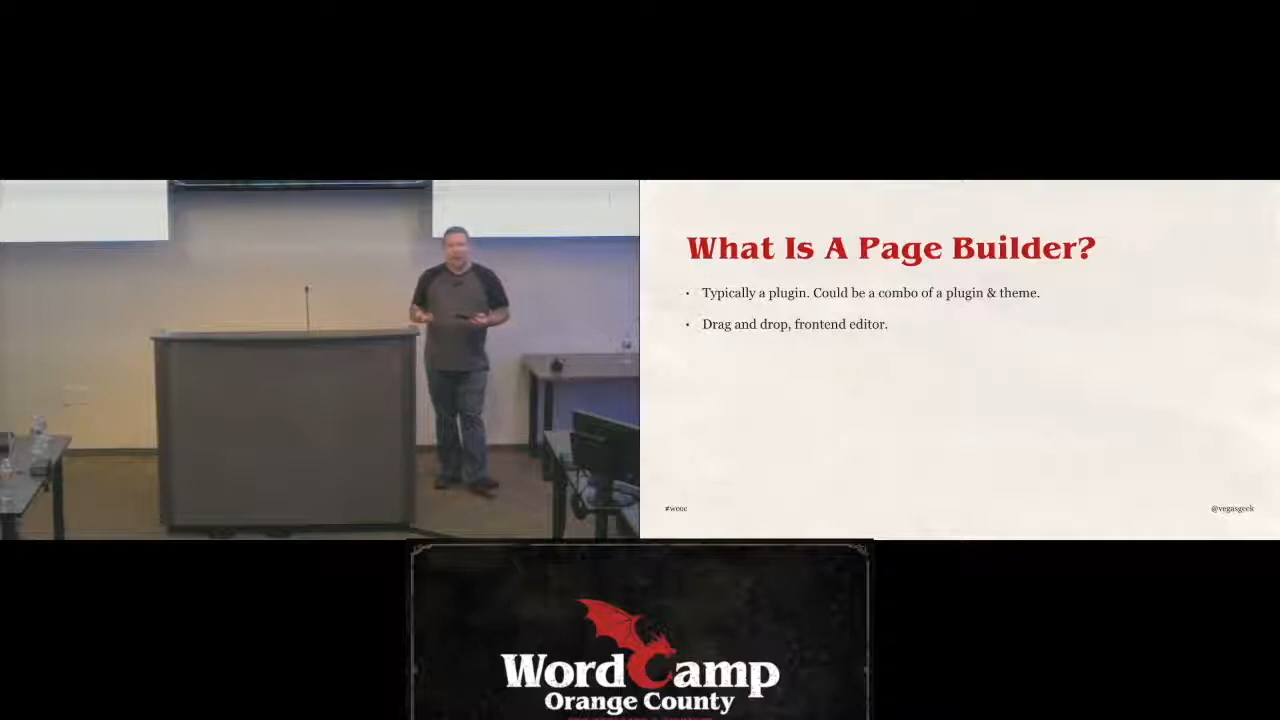 What Is A Page Builder?
• Typically a plugin. Could be a combo of a plugin & theme.
• Drag and drop, frontend editor.
#wcoc
@vegasgeek
WordCamp
Orange County